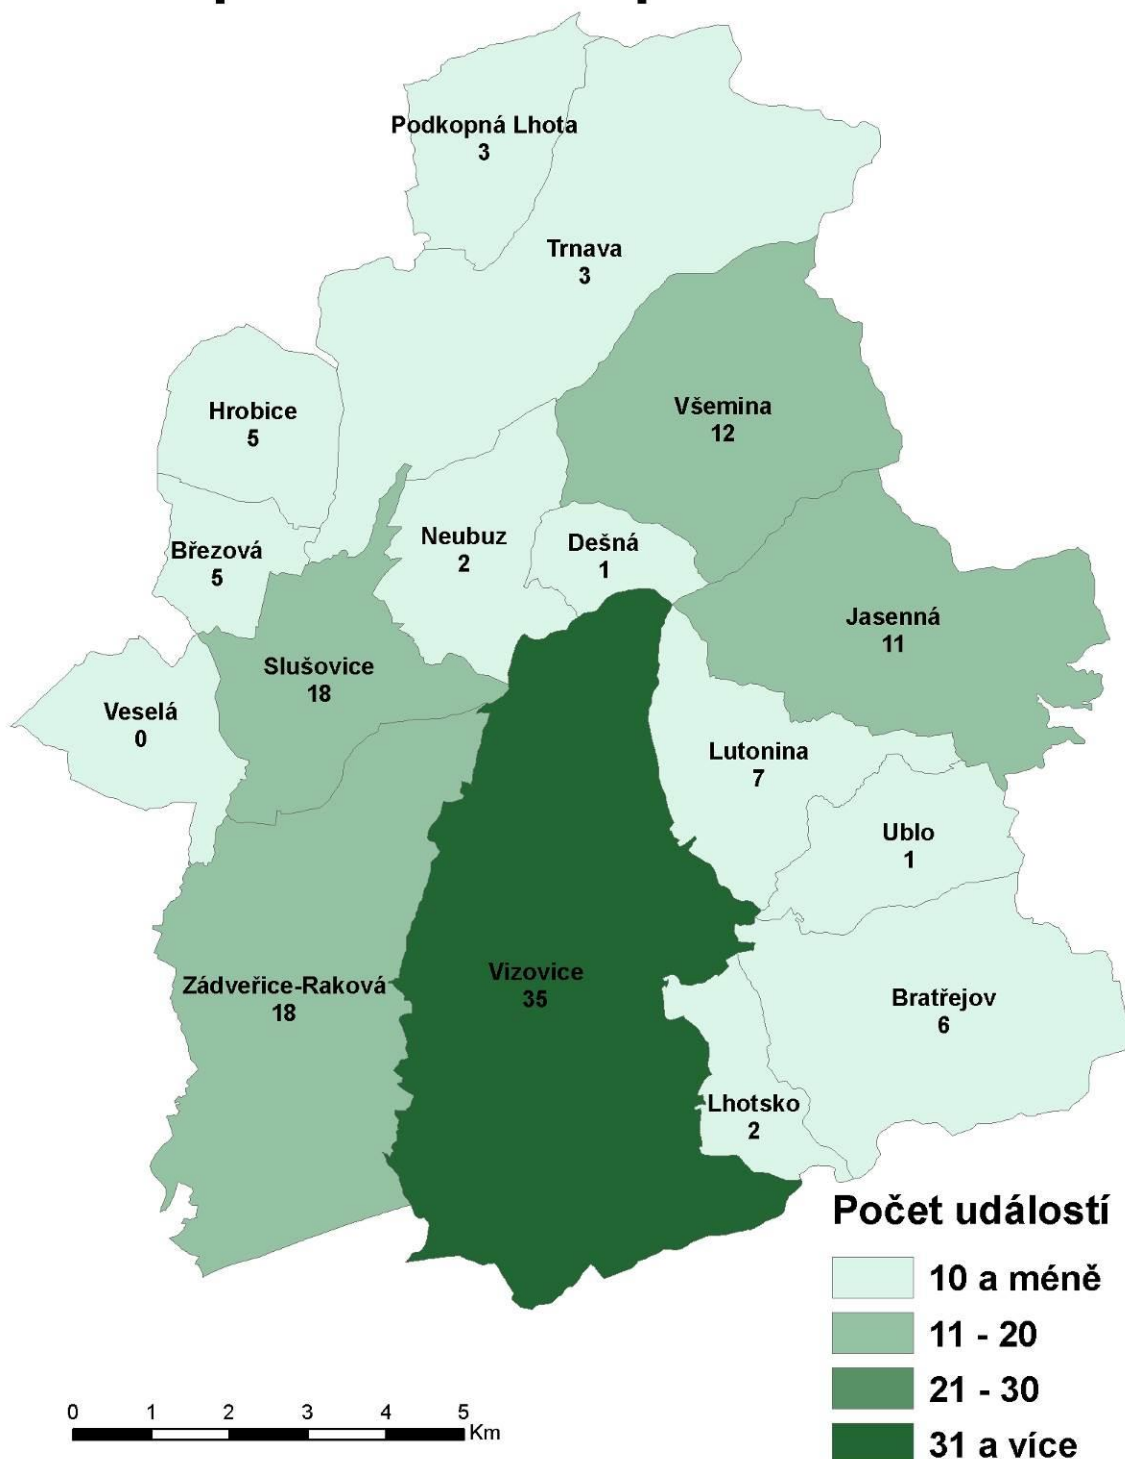 Podkopná Lhota
3
Trnava
3
Hrobice
5
Všemina
12
Březová
5
Neubuz
2
Dešná
1
Jasenná
11
Slušovice
18
Veselá
0
Lutonina
7
Ublo
1
Zádveřice-Raková
18
Vizovice
35
Bratřejov
6
Lhotsko
2
Počet událostí
10 a méně
11 - 20
21 - 30
31 a více
0 1 2 3 4 5
Km